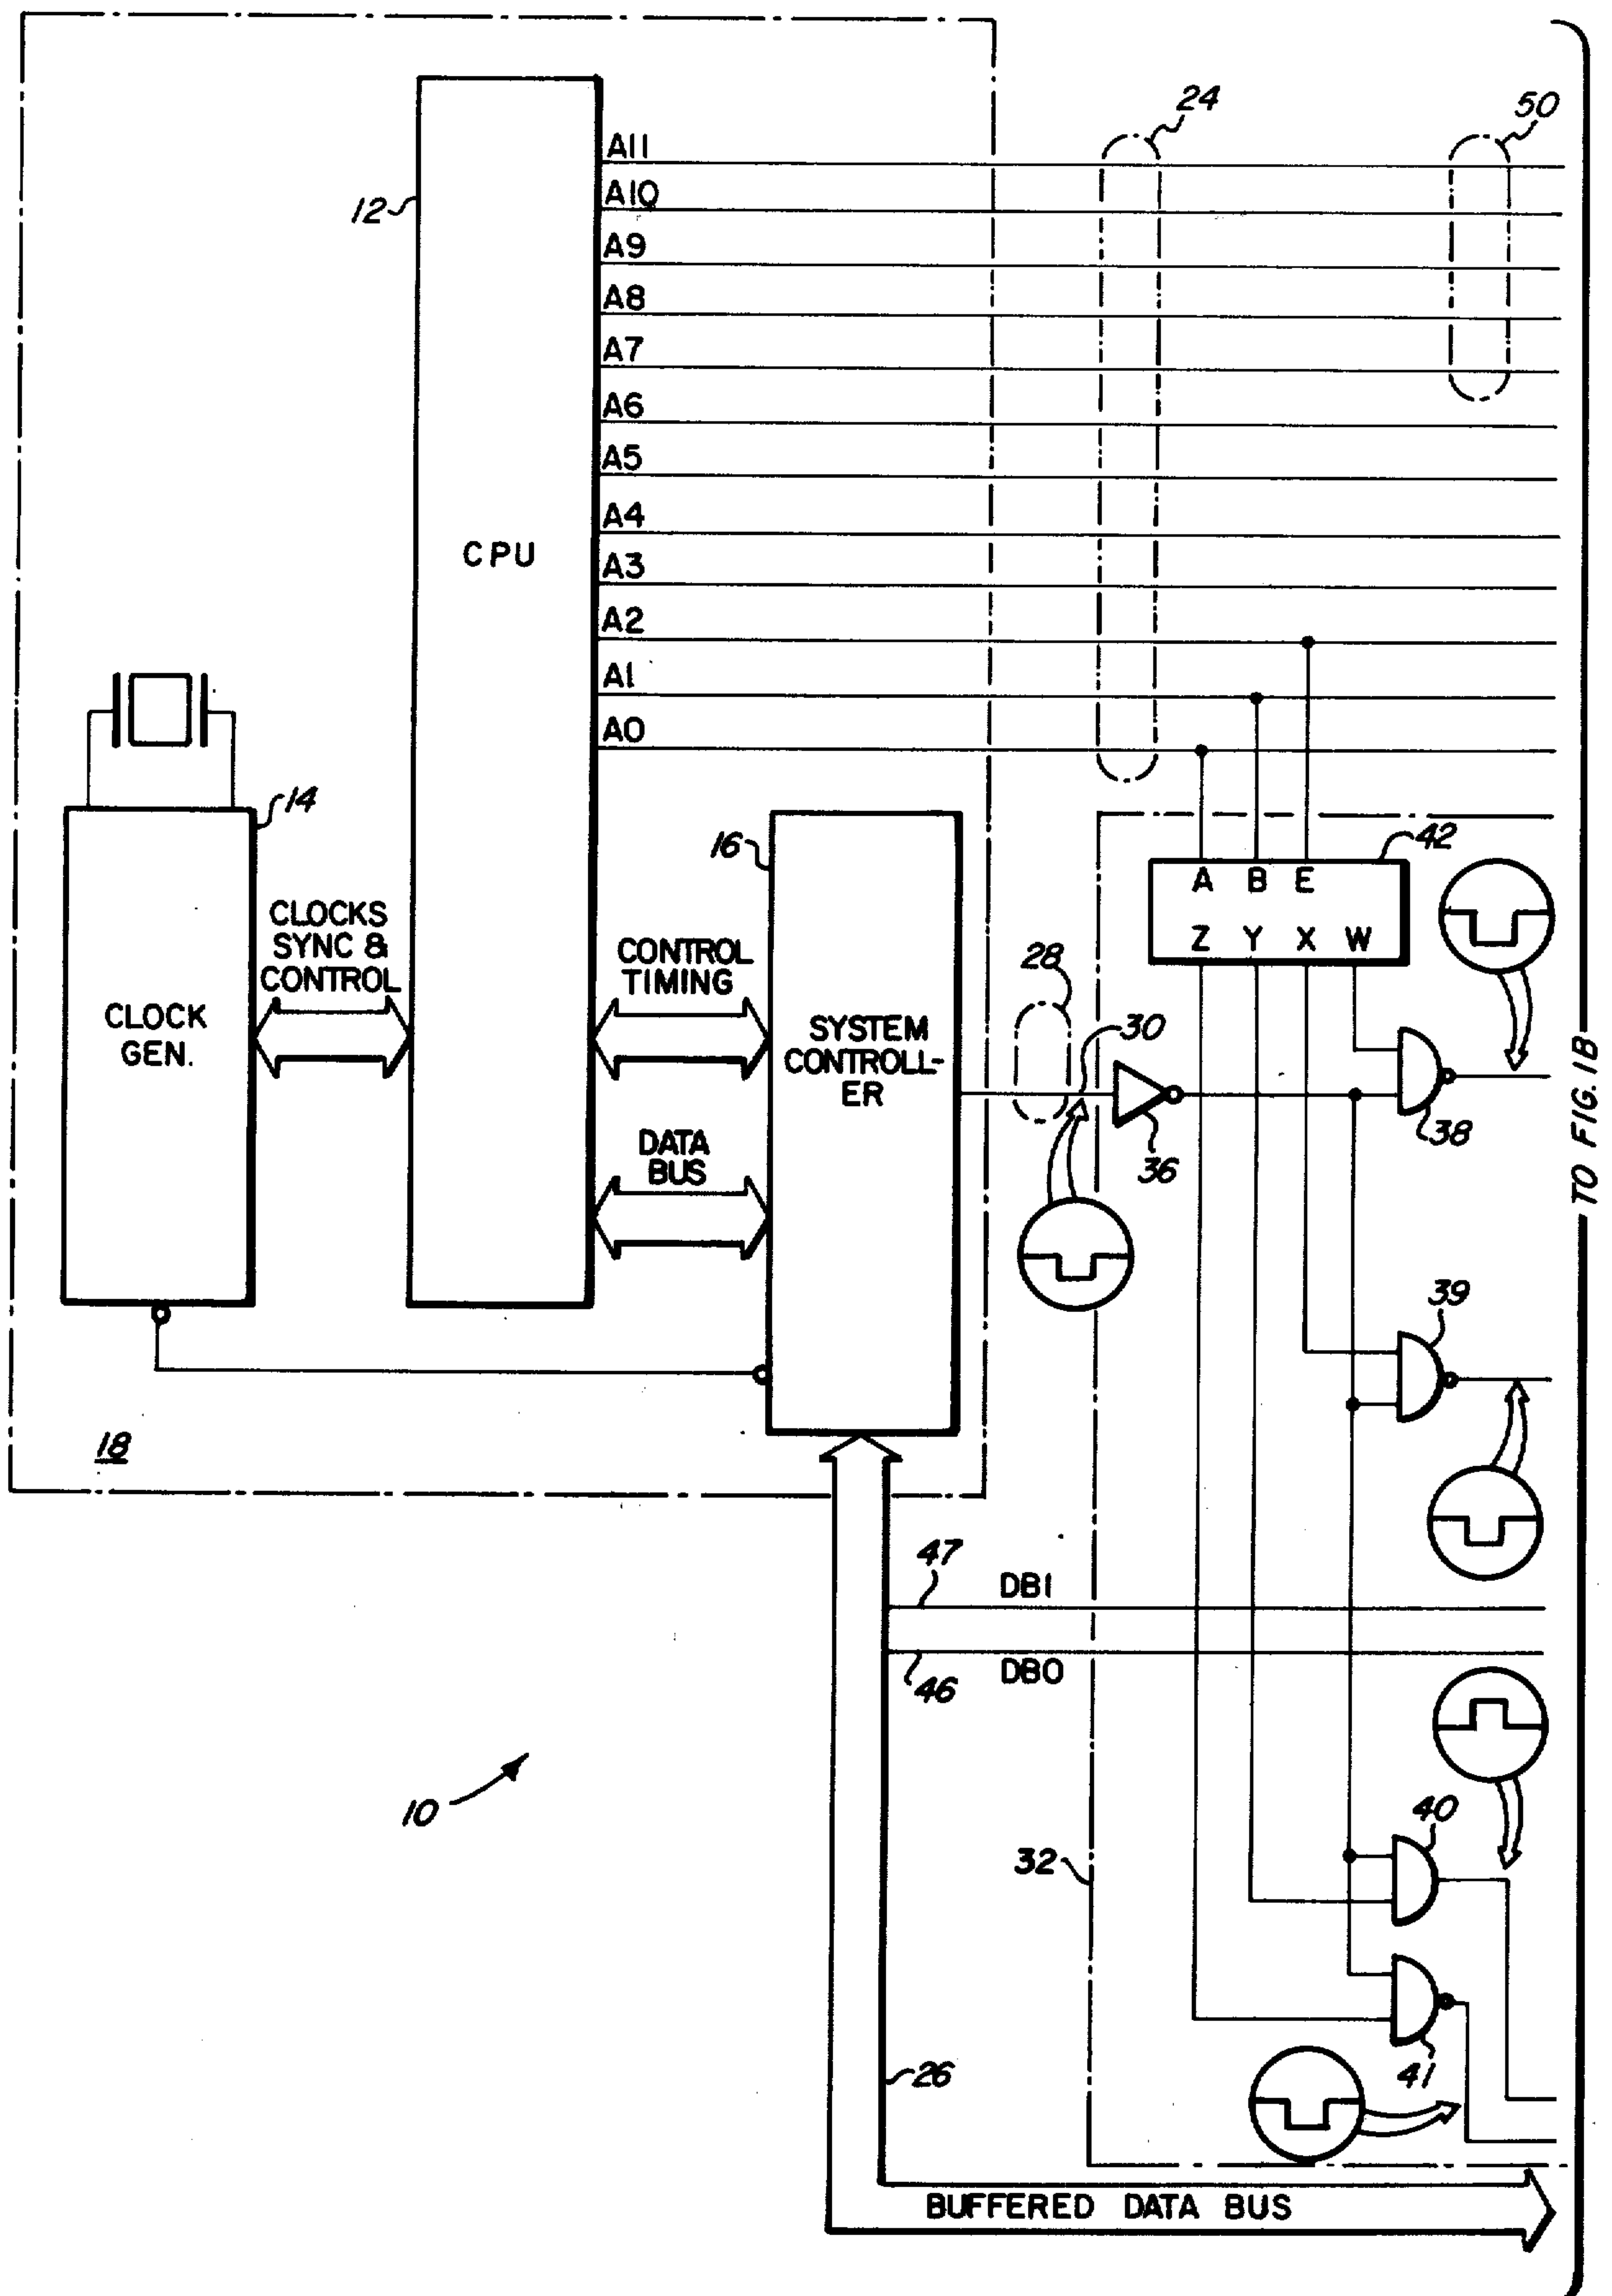 24
50
A11
A10
12
A9
A8
A7
A6
A5
A4
CPU
A3
A2
A1
A0
14
16
42
A B E
Z Y X W
CLOCKS
SYNC &
CONTROL
CONTROL
TIMING
28
30
CLOCK
GEN.
SYSTEM
CONTROLL-
ER
38
36
TO FIG. 1B
DATA
BUS
39
18
47
DB1
46
DB0
10
40
32
41
26
BUFFERED DATA BUS